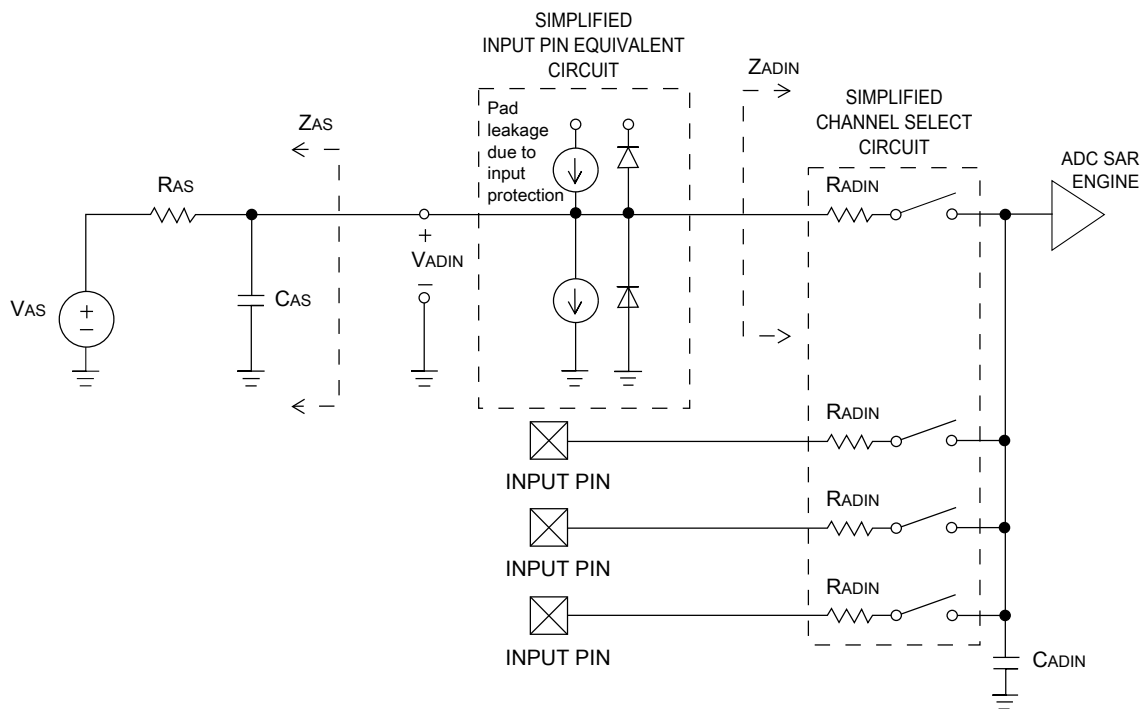 SIMPLIFIED
INPUT PIN EQUIVALENT
CIRCUIT
ZADIN
SIMPLIFIED
CHANNEL SELECT
CIRCUIT
Pad
leakage
due to
input
protection
ZAS
ADC SAR
ENGINE
RAS
RADIN
+
VADIN
–
CAS
VAS
+
–
RADIN
INPUT PIN
RADIN
INPUT PIN
RADIN
INPUT PIN
CADIN